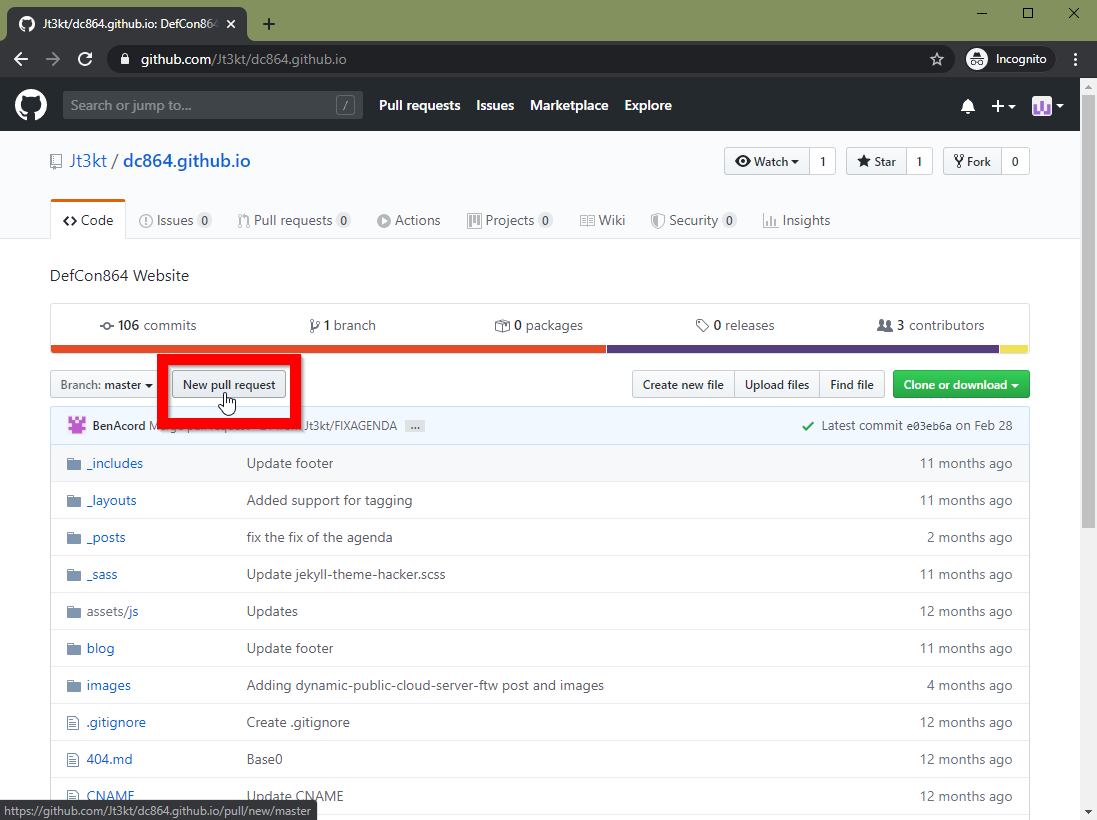 Jt3kt/dc864.github.io: DefCon864
github.com/Jt3kt/dc864.github.io Incognito
Search or jump to... / Pull requests Issues Marketplace Explore
Jt3kt / dc864.github.io Watch 1 Star 1 Fork 0
Code Issues 0 Pull requests 0 Actions Projects 0 Wiki Security 0 Insights
DefCon864 Website
106 commits 1 branch 0 packages 0 releases 3 contributors
Branch: master New pull request Create new file Upload files Find file Clone or download
BenAcord Jt3kt/FIXAGENDA ... Latest commit e03eb6a on Feb 28
_includes Update footer 11 months ago
_layouts Added support for tagging 11 months ago
_posts fix the fix of the agenda 2 months ago
_sass Update jekyll-theme-hacker.scss 11 months ago
assets/js Updates 12 months ago
blog Update footer 11 months ago
images Adding dynamic-public-cloud-server-ftw post and images 4 months ago
.gitignore Create .gitignore 12 months ago
404.md Base0 12 months ago
CNAME Update CNAME 12 months ago
https://github.com/Jt3kt/dc864.github.io/pull/new/master